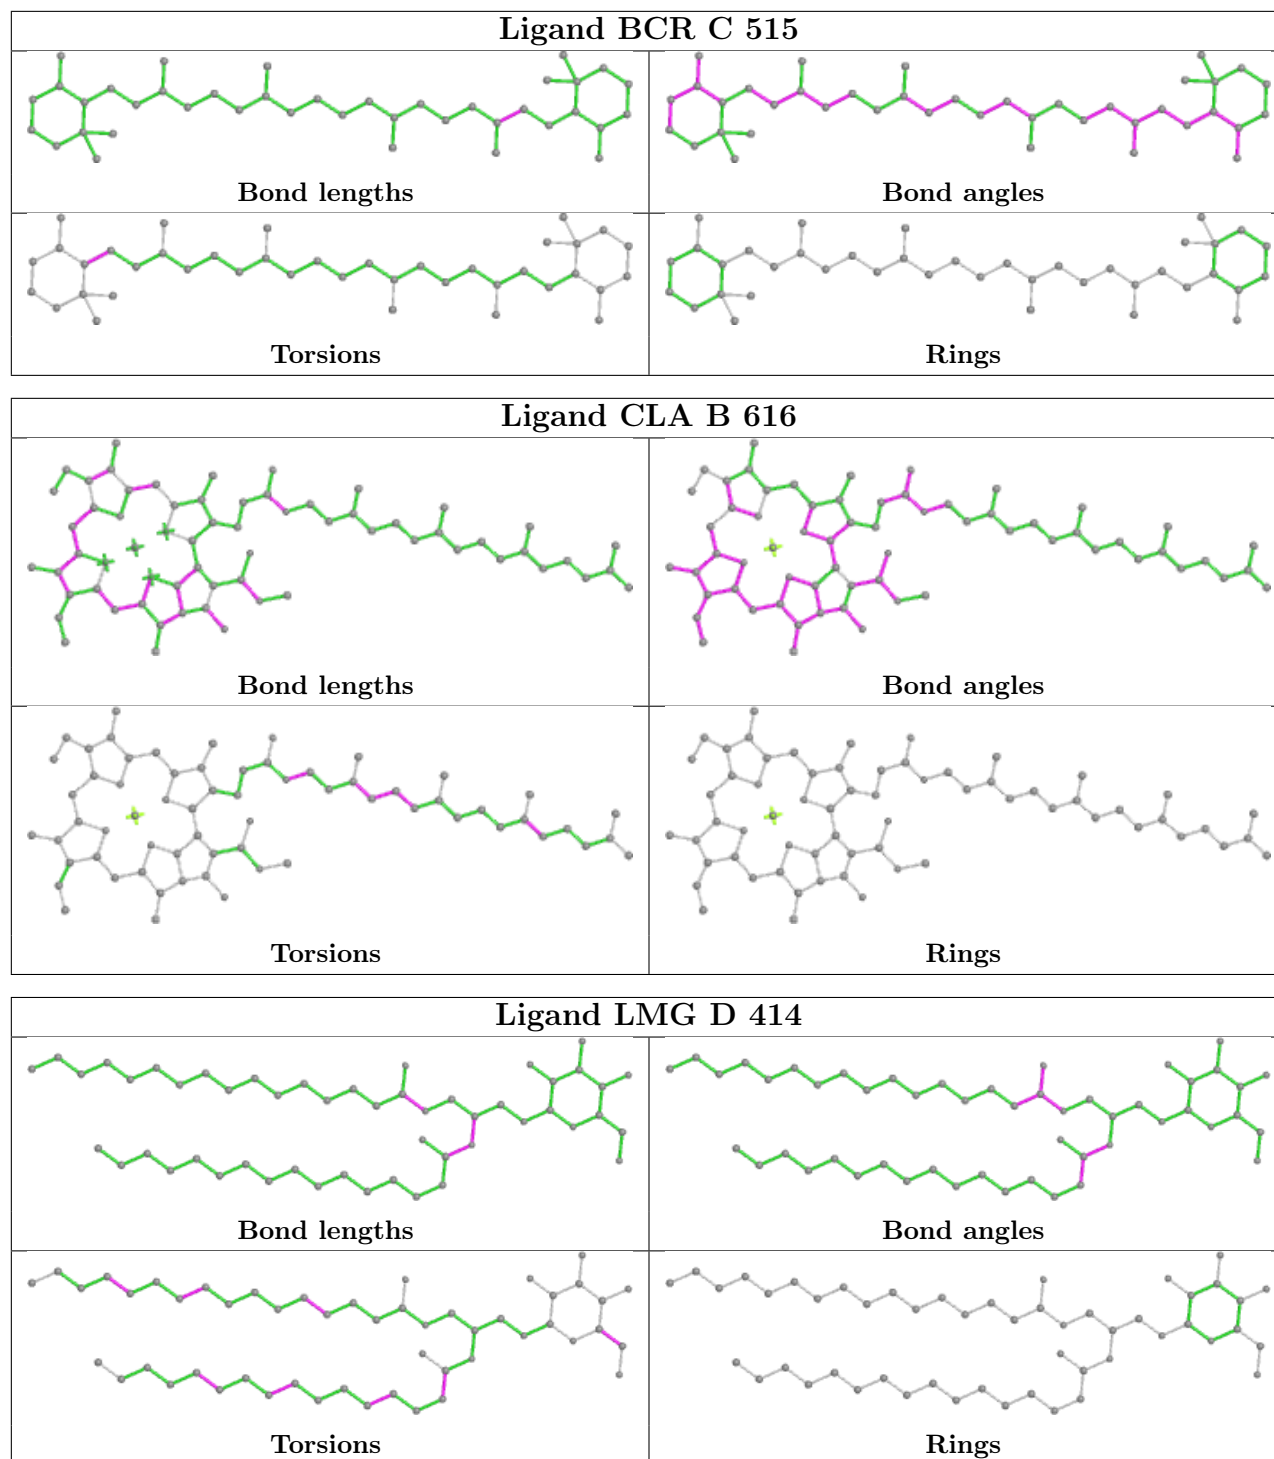 Ligand BCR C 515
Bond lengths
Bond angles
Torsions
Rings
Ligand CLA B 616
Bond lengths
Bond angles
Torsions
Rings
Ligand LMG D 414
Bond lengths
Bond angles
Torsions
Rings